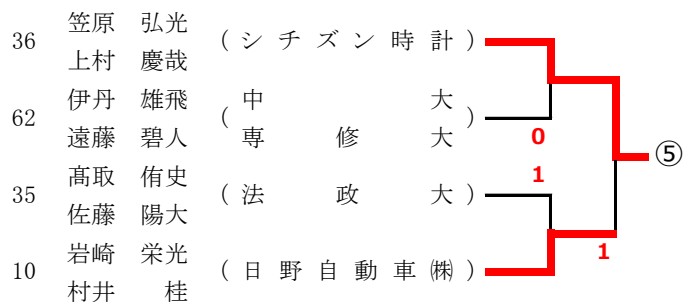 36 笠原 弘光 (シチズン時計)
上村 慶哉
62 伊丹 雄飛 (中大
遠藤 碧人 専修大) 0
⑤
35 髙取 侑史 (法政大) 1
佐藤 陽大
10 岩崎 栄光 (日野自動車㈱) 1
村井 桂